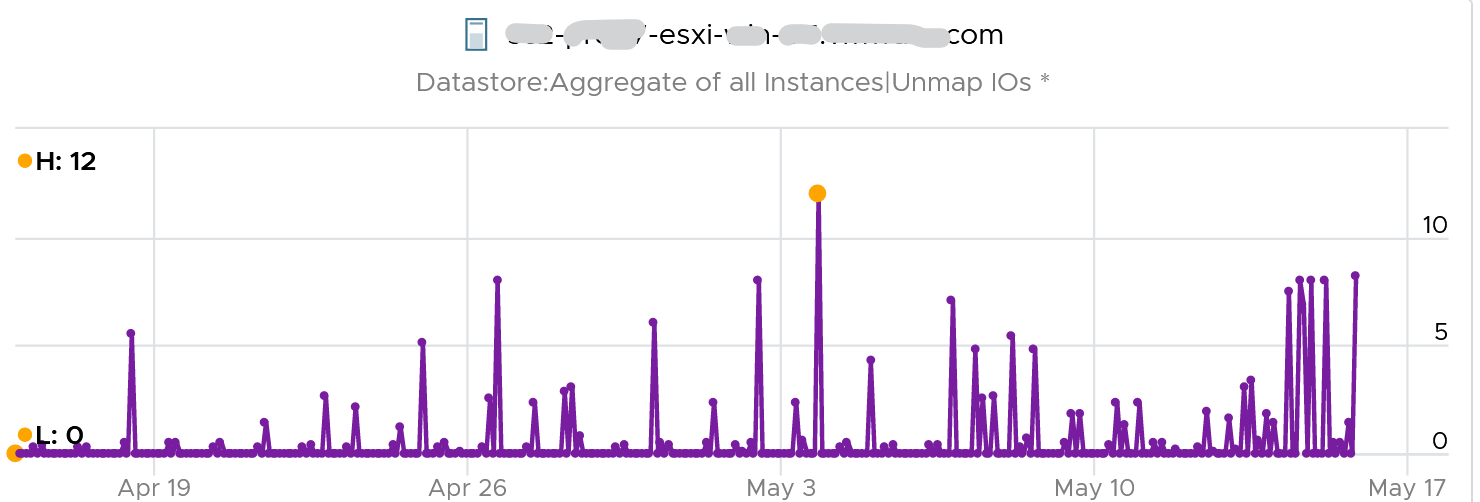 -esxi-
com
Datastore:Aggregate of all Instances|Unmap IOs *
H: 12
10
5
L: 0
0
Apr 19 Apr 26 May 3 May 10 May 17